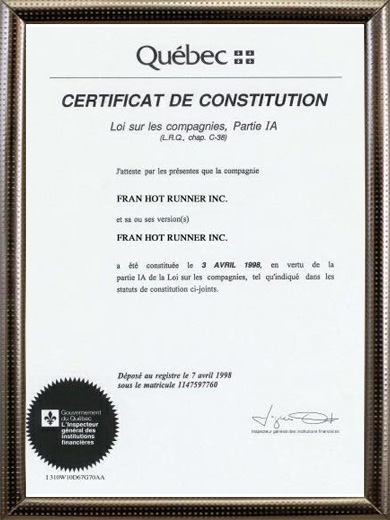 Québec
CERTIFICAT DE CONSTITUTION
Loi sur les compagnies, Partie IA
(L.R.Q., chap. C-38)
J'atteste par les présentes que la compagnie
FRAN HOT RUNNER INC.
et sa ou ses version(s)
FRAN HOT RUNNER INC.
a été constituée le 3 AVRIL 1998, en vertu de la
partie IA de la Loi sur les compagnies, tel qu'indiqué dans les
statuts de constitution ci-joints.
Déposé au registre le 7 avril 1998
sous le matricule 1147597760
Gouvernement
du Québec
L'Inspecteur
général des
institutions
financières
Inspecteur général des institutions financières
1310W10D67G70AA